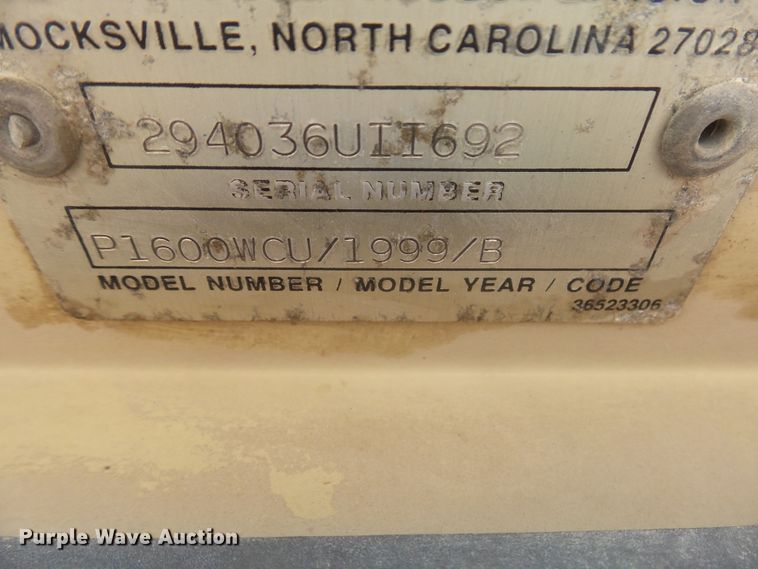 MOCKSVILLE, NORTH CAROLINA 27028
294036UII692
SERIAL NUMBER
P1600WCU/1999/B
MODEL NUMBER / MODEL YEAR / CODE
36523306
Purple Wave Auction